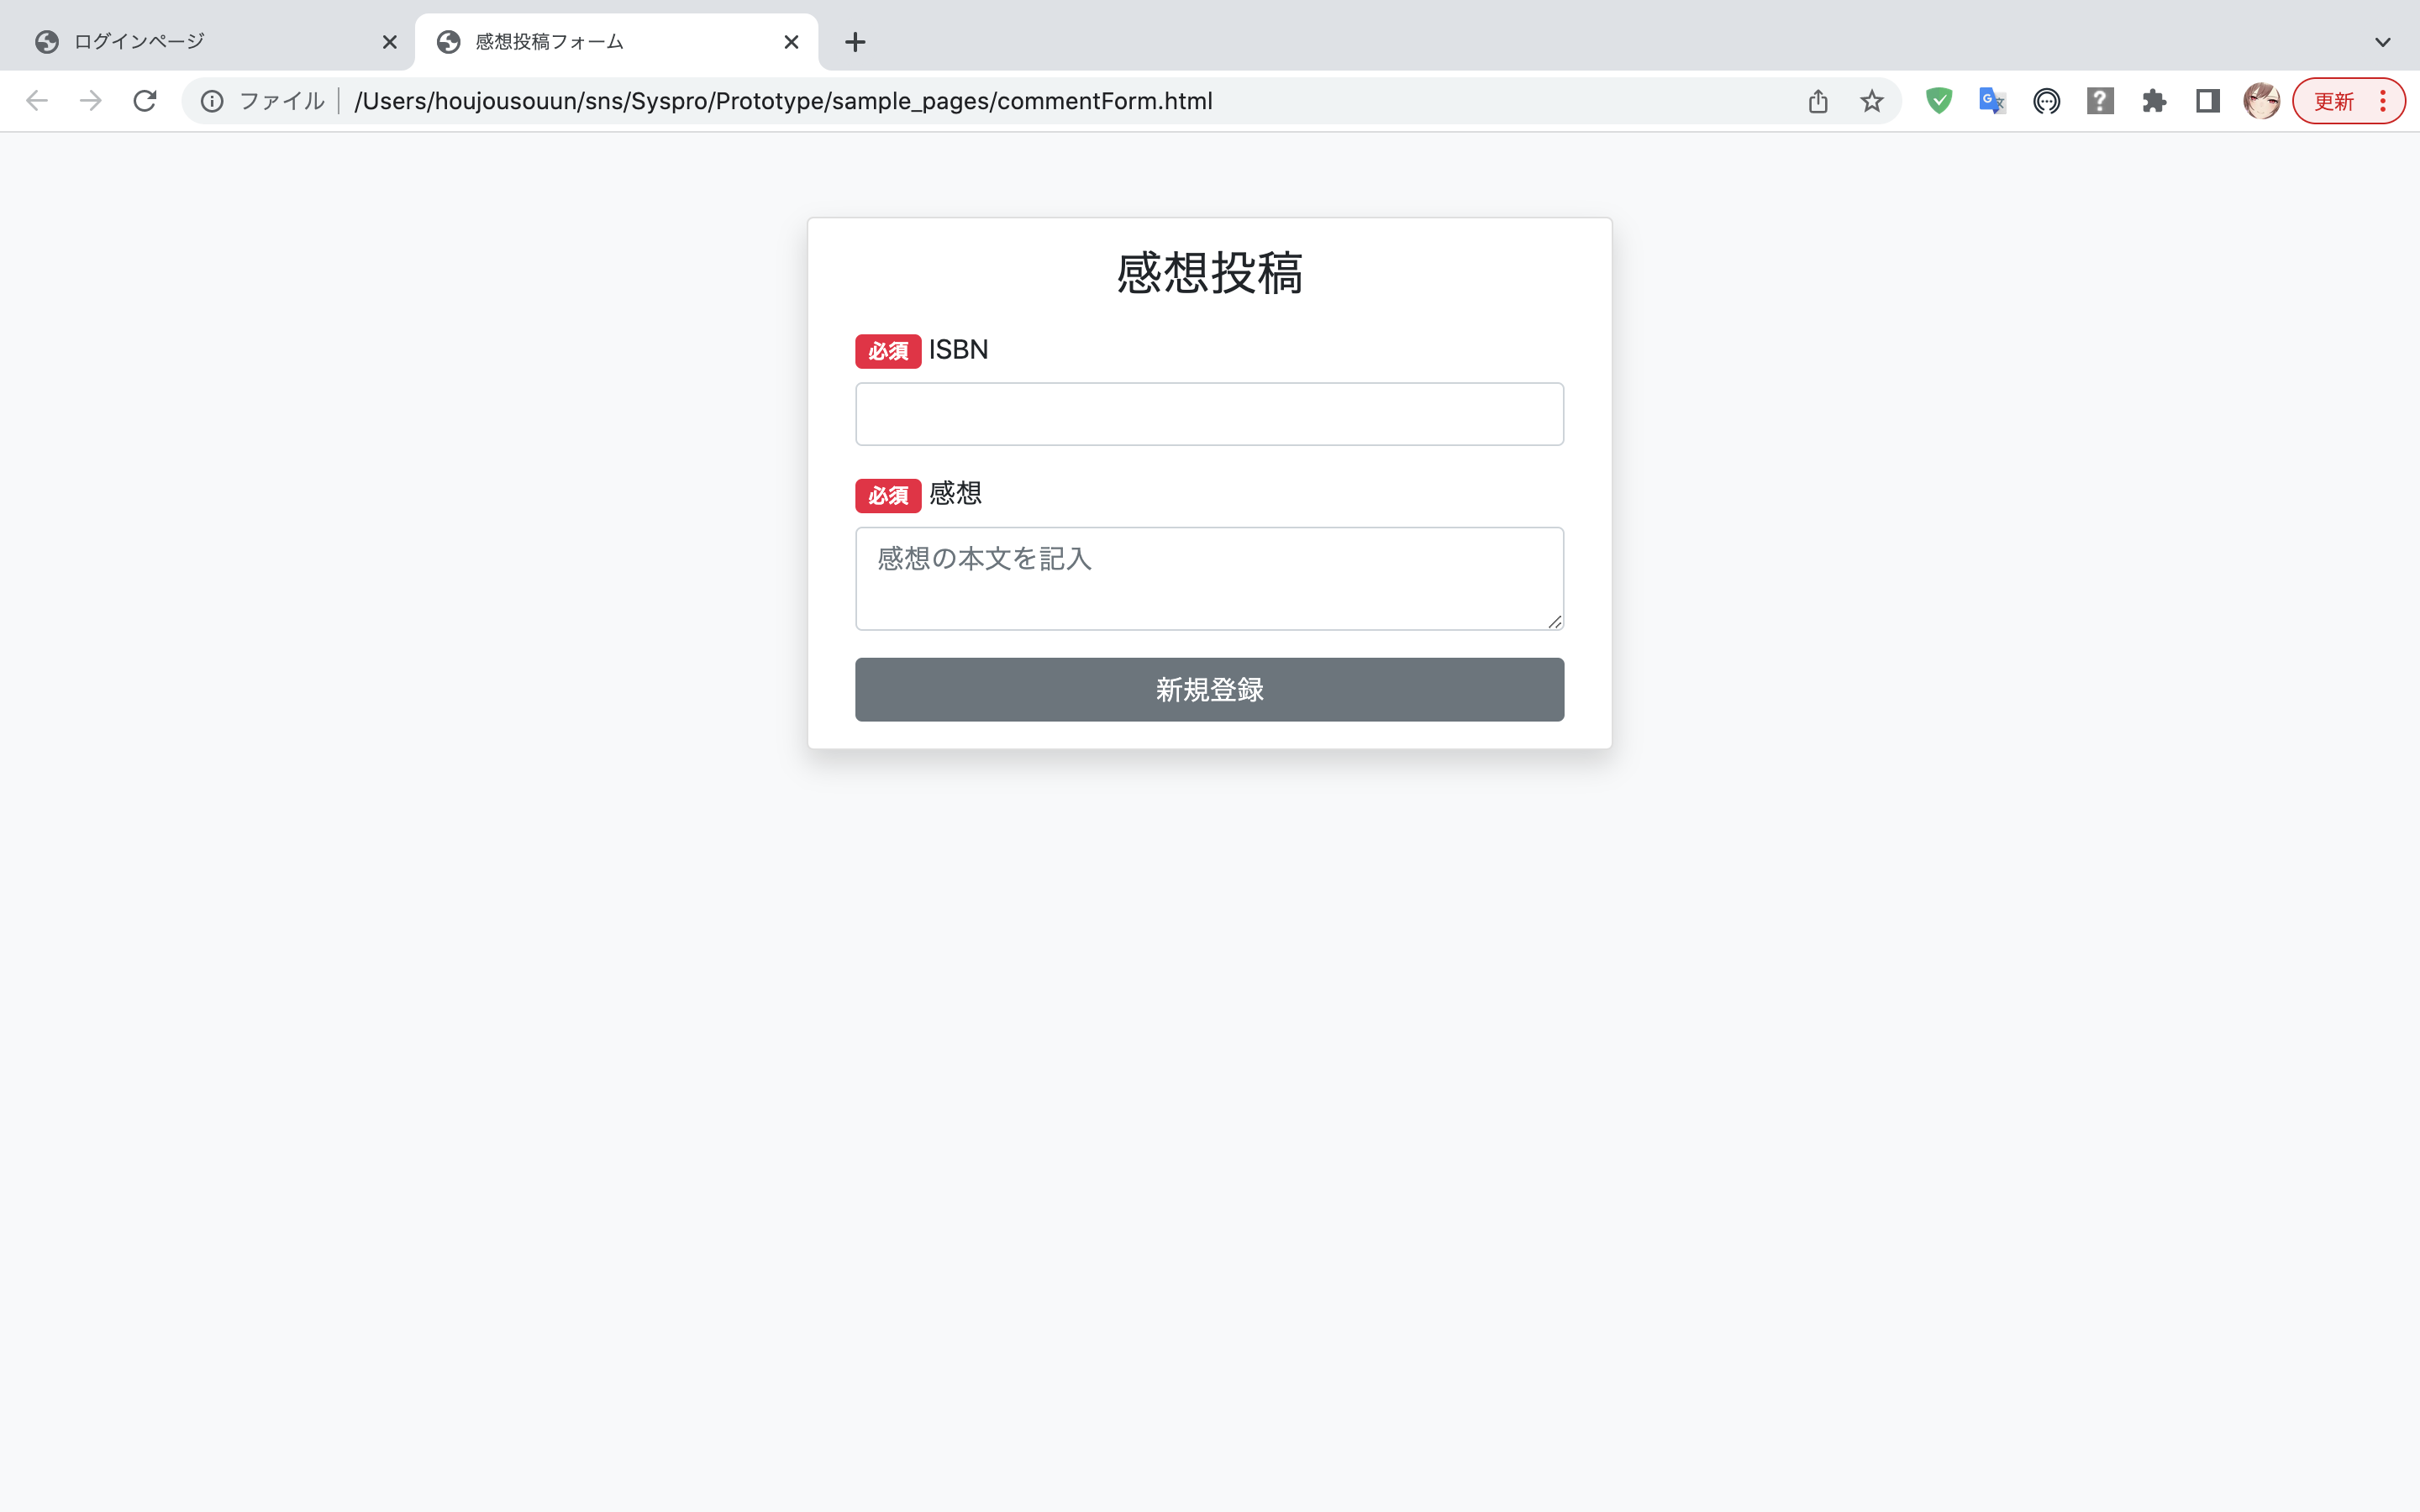 ログインページ
感想投稿フォーム
ファイル
/Users/houjousouun/sns/Syspro/Prototype/sample_pages/commentForm.html
更新
感想投稿
必須 ISBN
必須 感想
感想の本文を記入
新規登録